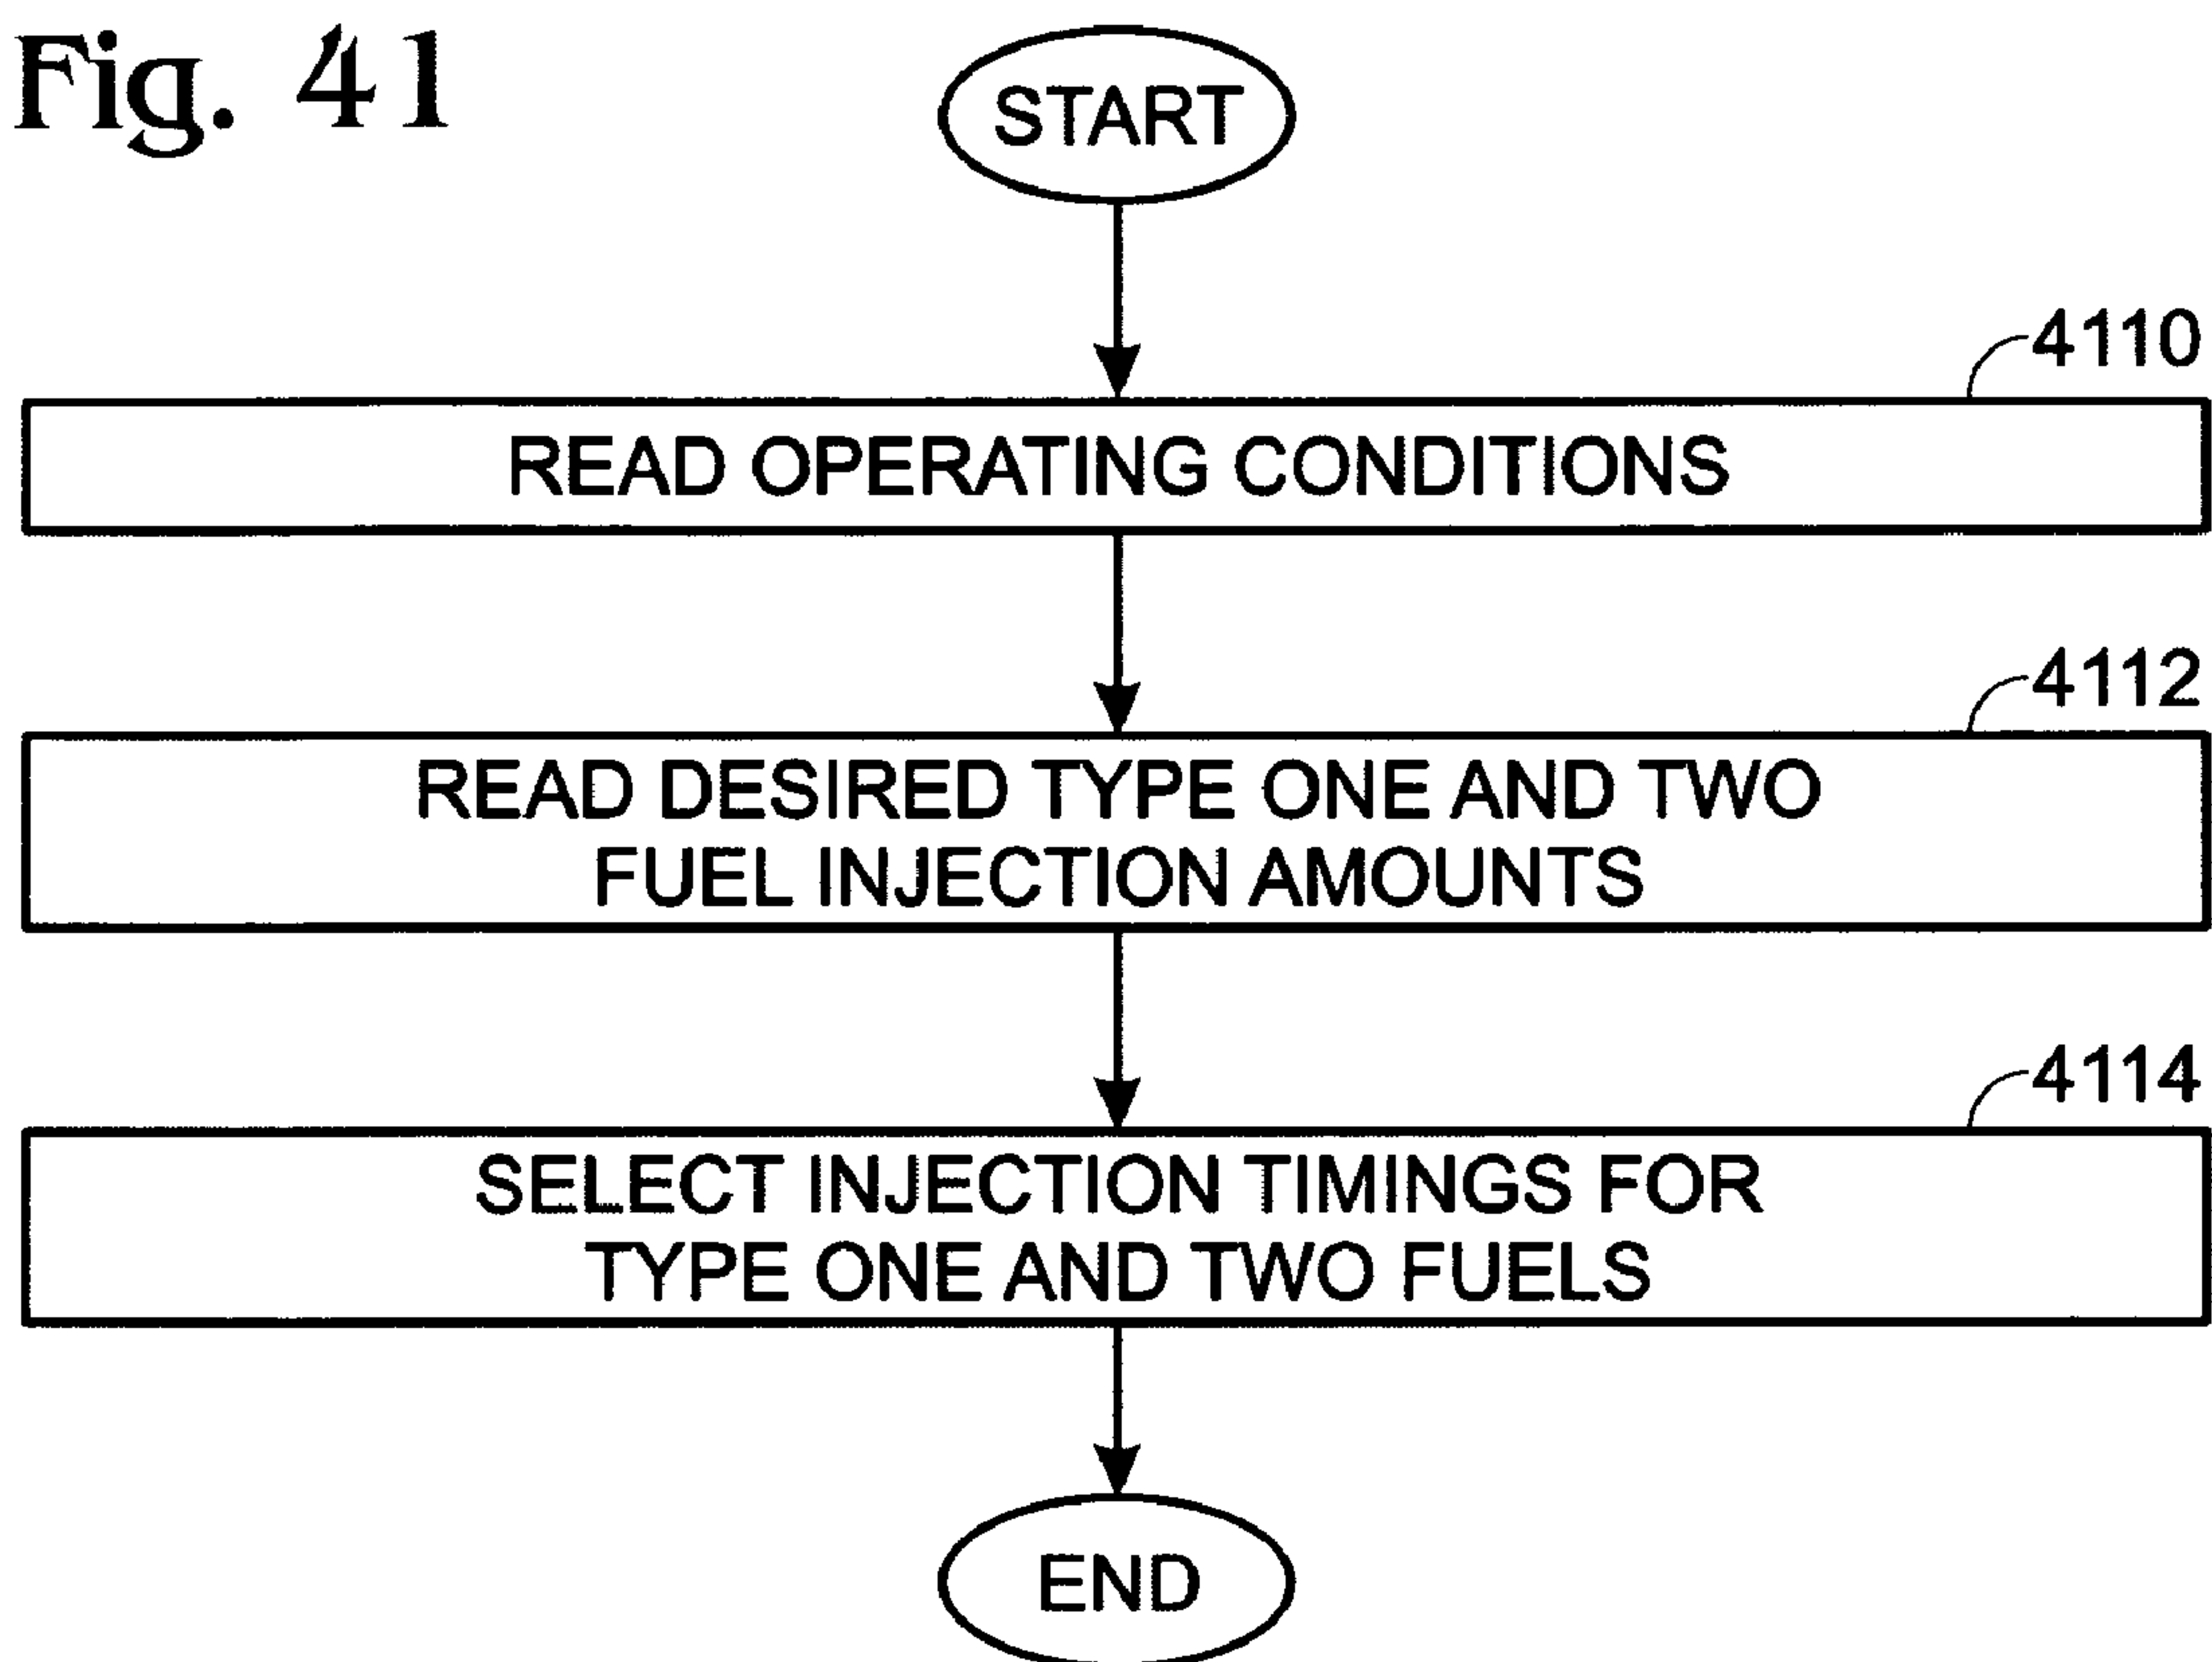 Fig. 41
START
4110
READ OPERATING CONDITIONS
4112
READ DESIRED TYPE ONE AND TWO
FUEL INJECTION AMOUNTS
4114
SELECT INJECTION TIMINGS FOR
TYPE ONE AND TWO FUELS
END